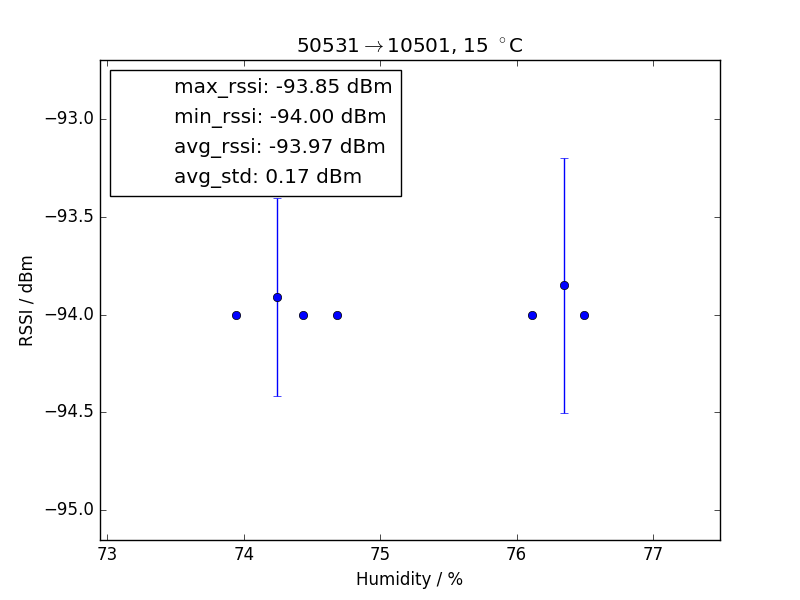 50531→10501, 15 °C
max_rssi: -93.85 dBm
min_rssi: -94.00 dBm
avg_rssi: -93.97 dBm
avg_std: 0.17 dBm
RSSI / dBm
−93.0
−93.5
−94.0
−94.5
−95.0
73 74 75 76 77
Humidity / %